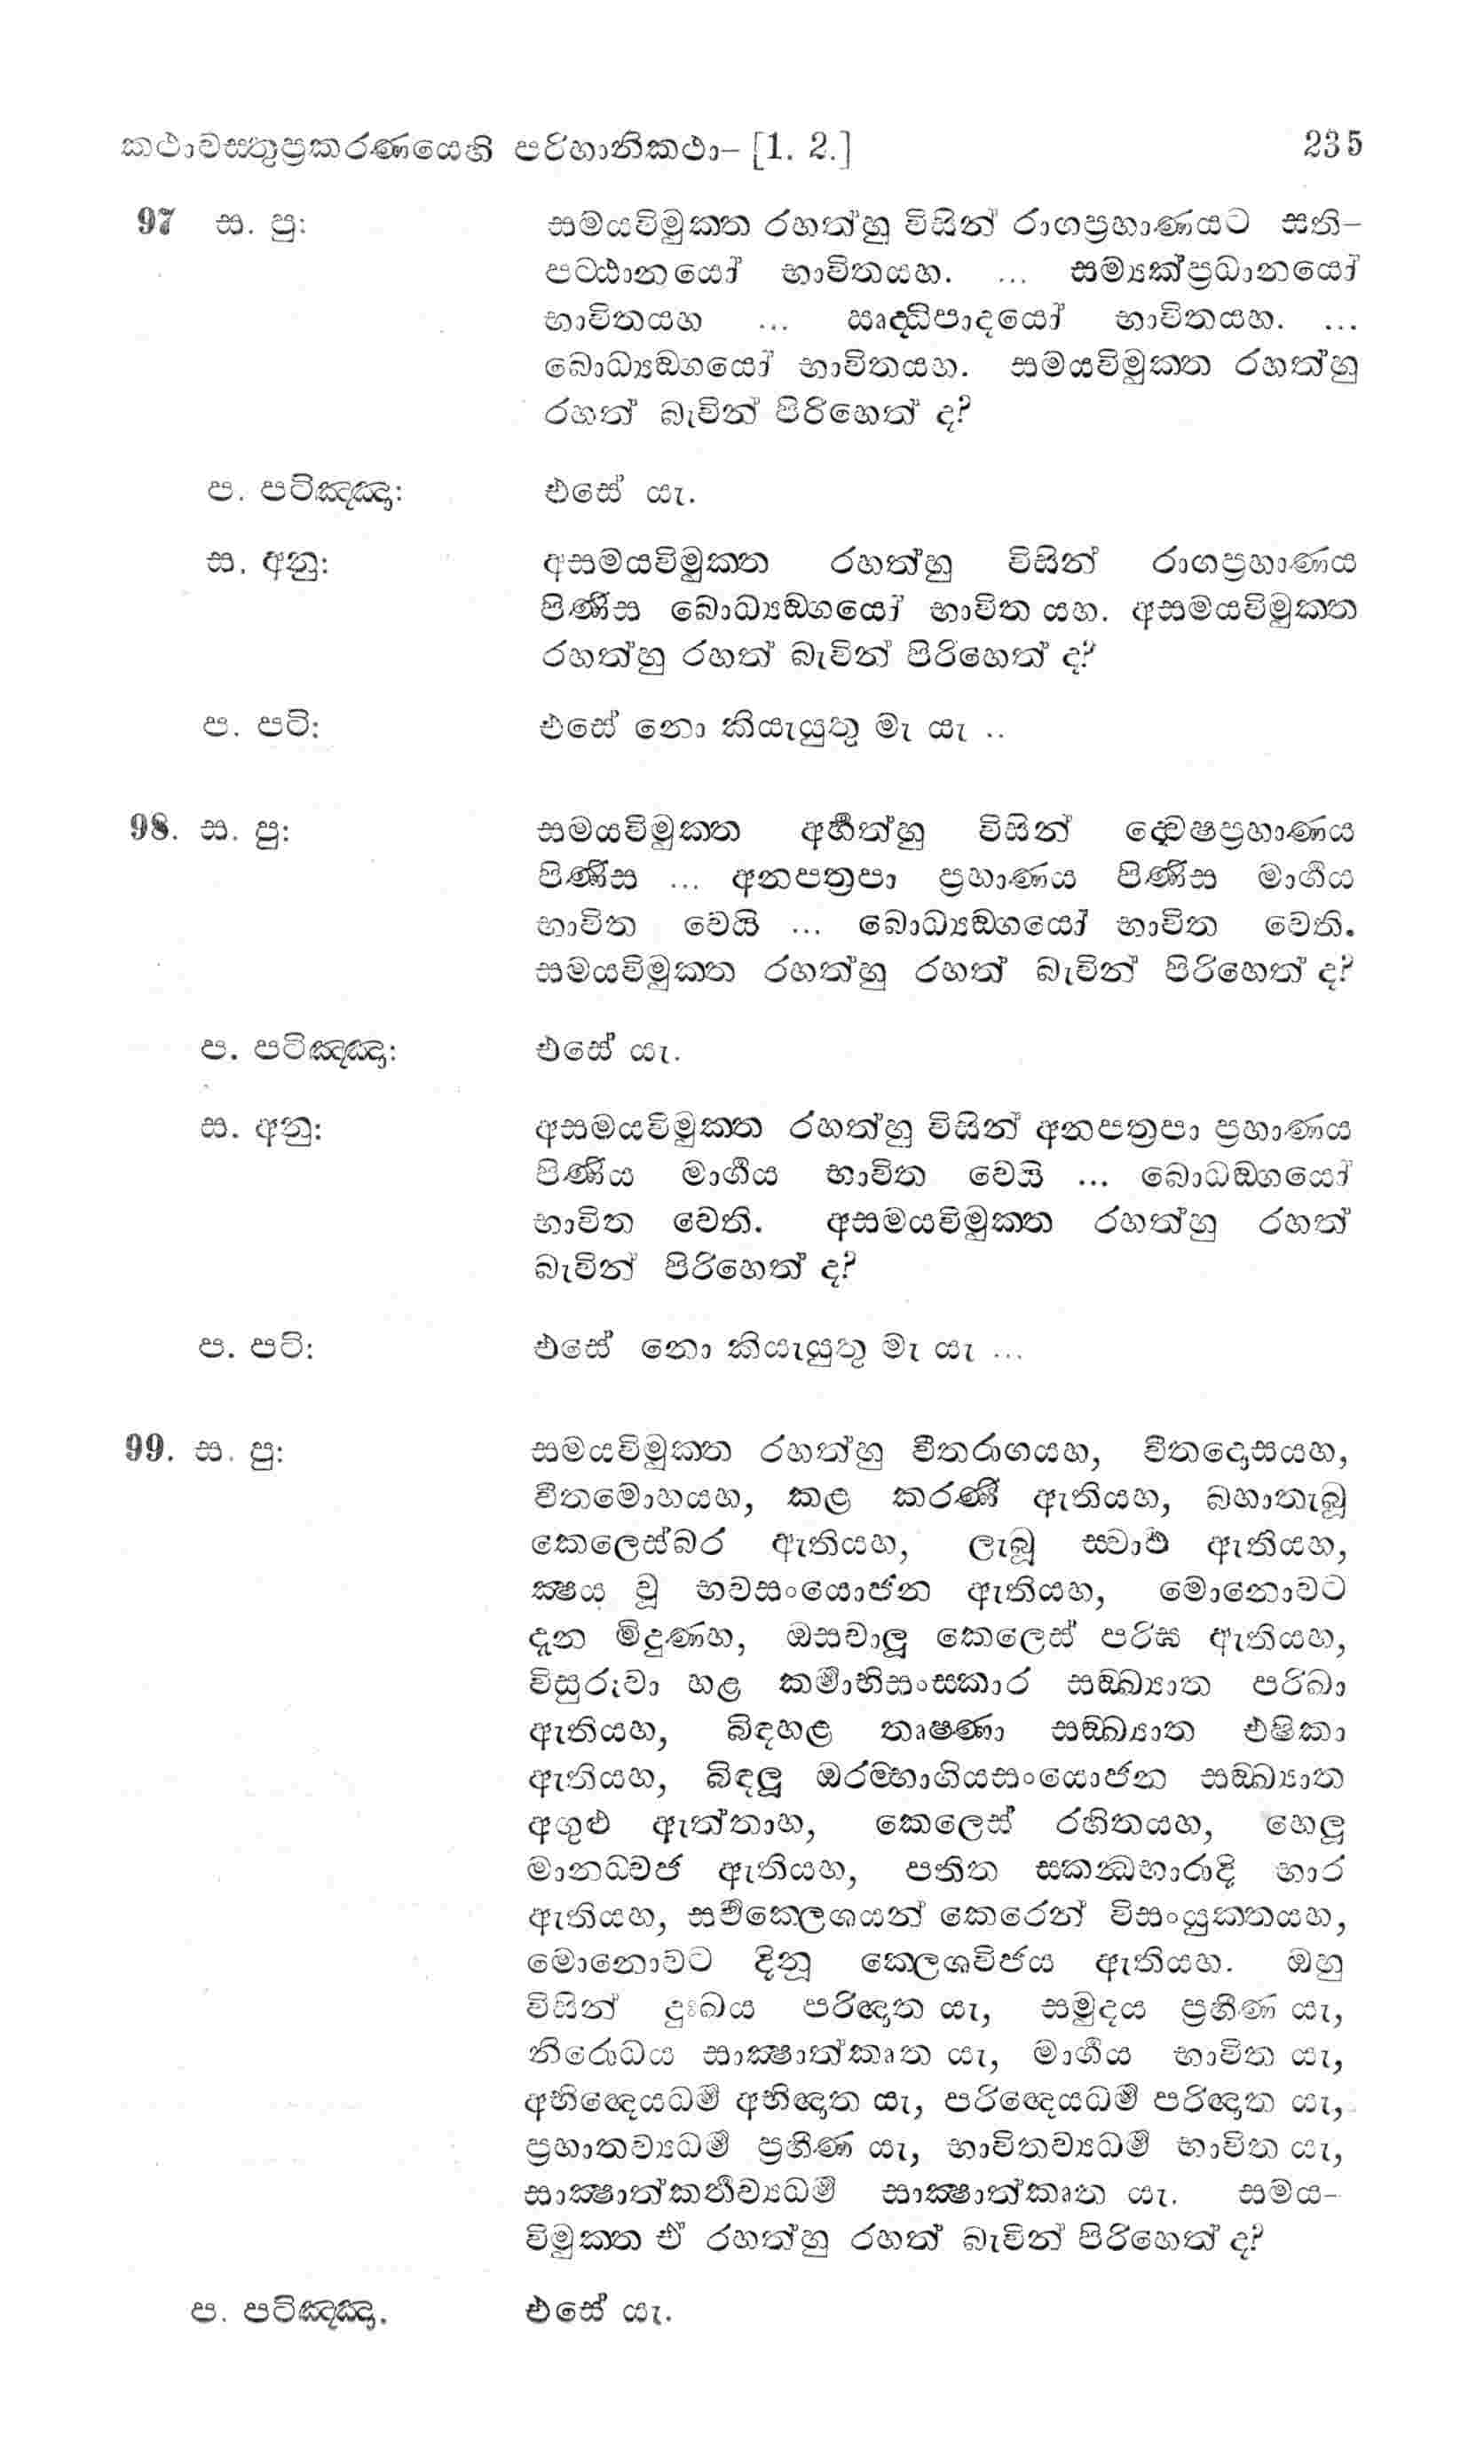 කථාවස්තුප්‍රකරණයෙහි පරිහානිකථා– [1. 2.] 235
97 ස. පු: සමයවිමුක්ත රහත්හු විසින් රාගප්‍රහාණයට සති–
පට්ඨානයෝ භාවිතයහ. ... සම්‍යක්ප්‍රධානයෝ
භාවිතයහ ... ඍද්ධිපාදයෝ භාවිතයහ. ...
බොධ්‍යඞ්ගයෝ භාවිතයහ. සමයවිමුක්ත රහත්හු
රහත් බැවින් පිරිහෙත් ද?
ප. පටිඤ්ඤා: එසේ යැ.
ස. අනු: අසමයවිමුක්ත රහත්හු විසින් රාගප්‍රහාණය
පිණිස බොධ්‍යඞ්ගයෝ භාවිත යහ. අසමයවිමුක්ත
රහත්හු රහත් බැවින් පිරිහෙත් ද?
ප. පටි: එසේ නො කියැයුතු මැ යැ ..
98. ස. පු: සමයවිමුක්ත අර්හත්හු විසින් ද්වෙෂප්‍රහාණය
පිණිස ... අනපත්‍රපා ප්‍රහාණය පිණිස මාර්ගය
භාවිත වෙයි ... බොධ්‍යඞ්ගයෝ භාවිත වෙති.
සමයවිමුක්ත රහත්හු රහත් බැවින් පිරිහෙත් ද?
ප. පටිඤ්ඤා: එසේ යැ.
ස. අනු: අසමයවිමුක්ත රහත්හු විසින් අනපත්‍රපා ප්‍රහාණය
පිණිය මාර්ගය භාවිත වෙයි ... බොධඞ්ගයෝ
භාවිත වෙති. අසමයවිමුක්ත රහත්හු රහත්
බැවින් පිරිහෙත් ද?
ප. පටි: එසේ නො කියැයුතු මැ යැ ...
99. ස. පු: සමයවිමුක්ත රහත්හු වීතරාගයහ, වීතදොසයහ,
වීතමොහයහ, කළ කරණී ඇතියහ, බහාතැබූ
කෙලෙස්බර ඇතියහ, ලැබූ ස්වාර්ථ ඇතියහ,
ක්ෂය වූ භවසංයොජන ඇතියහ, මොනොවට
දැන මිදුණහ, ඔසවාලූ කෙලෙස් පරිඝ ඇතියහ,
විසුරුවා හළ කර්මාභිසංස්කාර සඞ්ඛ්‍යාත පරිඛා
ඇතියහ, බිඳහළ තෘෂ්ණා සඞ්ඛ්‍යාත එෂිකා
ඇතියහ, බිඳලූ ඔරම්භාගියසංයොජන සඞ්ඛ්‍යාත
අගුළු ඇත්තාහ, කෙලෙස් රහිතයහ, හෙලූ
මානධ්වජ ඇතියහ, පතිත ස්කන්ධභාරාදි භාර
ඇතියහ, සර්වක්ලෙශයන් කෙරෙන් විසංයුක්තයහ,
මොනොවට දිනූ ක්ලෙශවිජය ඇතියහ. ඔහු
විසින් දුඃඛය පරිඥාත යැ, සමුදය ප්‍රහීණ යැ,
නිරොධය සාක්ෂාත්කෘත යැ, මාර්ගය භාවිත යැ,
අභිඥෙයධර්ම අභිඥාත යැ, පරිඥෙයධර්ම පරිඥාත යැ,
ප්‍රහාතව්‍යධර්ම ප්‍රහීණ යැ, භාවිතව්‍යධර්ම භාවිත යැ,
සාක්ෂාත්කර්තව්‍යධර්ම සාක්ෂාත්කෘත යැ. සමය–
විමුක්ත ඒ රහත්හු රහත් බැවින් පිරිහෙත් ද?
ප. පටිඤ්ඤා. එසේ යැ.